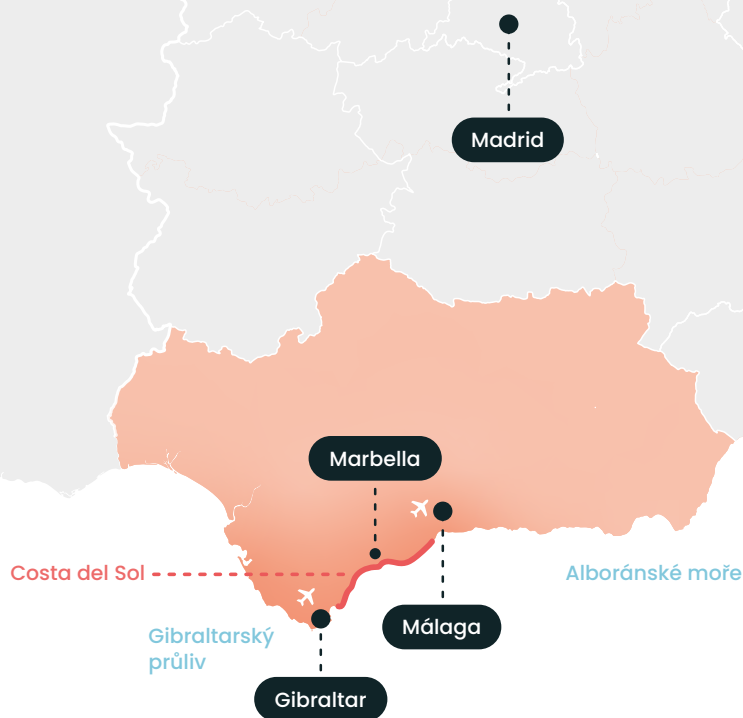 Madrid
Marbella
Costa del Sol
Alboránské moře
Málaga
Gibraltarský
průliv
Gibraltar